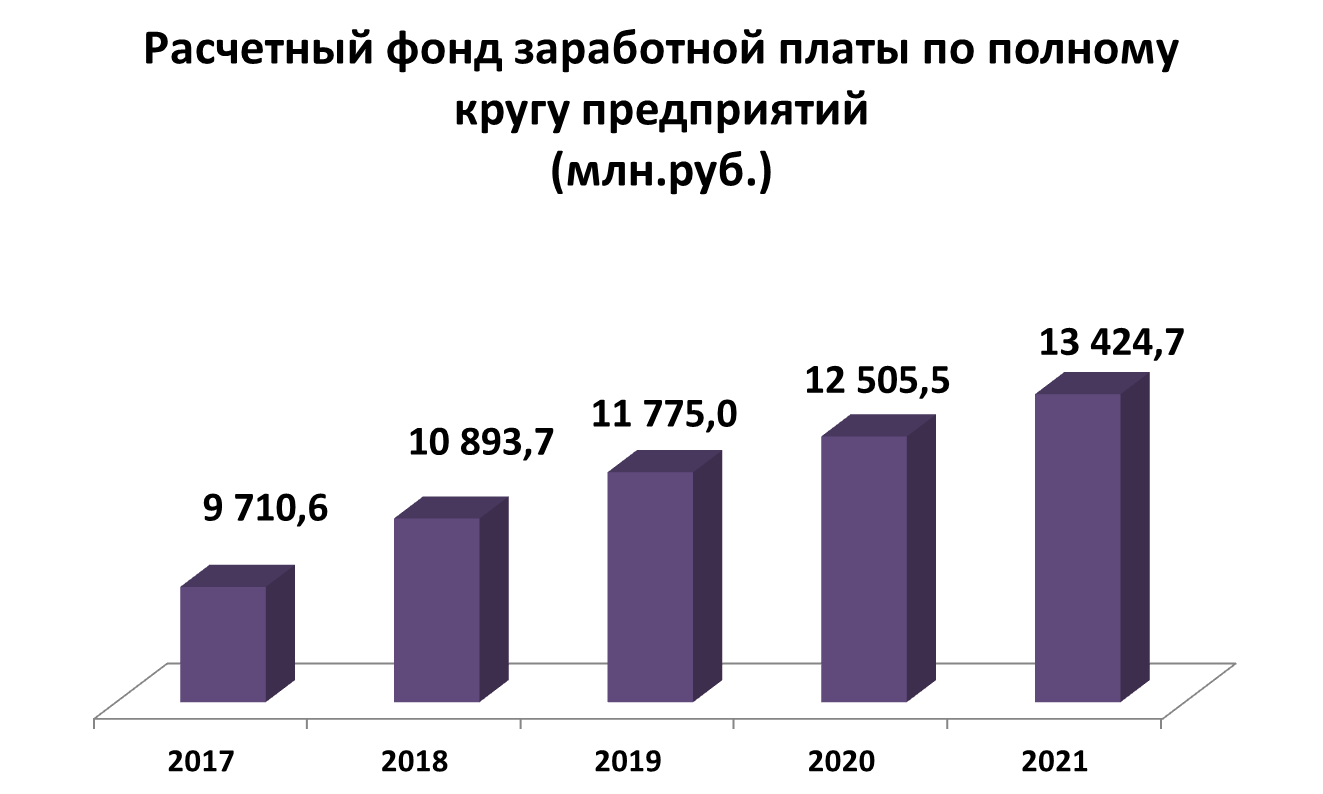 Расчетный фонд заработной платы по полному
кругу предприятий
(млн.руб.)
13 424,7
12 505,5
11 775,0
10 893,7
9 710,6
2017 2018 2019 2020 2021